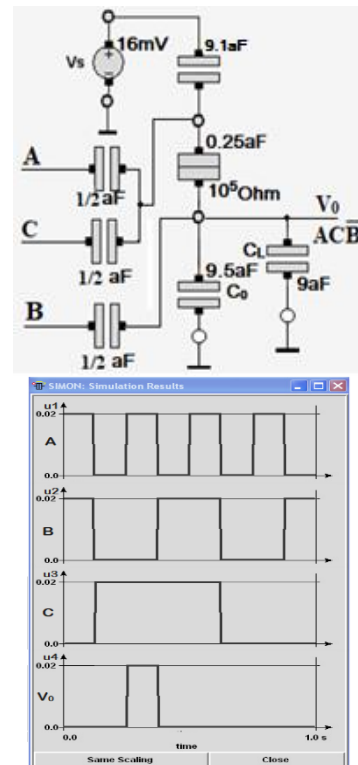 16mV
Vs
9.1aF
0.25aF
10⁵Ohm
A
1/2 aF
C
1/2 aF
B
1/2 aF
9.5aF
C₀
V₀
ACB̅
C_L
9aF
SIMON: Simulation Results
u1
0.02
A
0.0
u2
0.02
B
0.0
u3
0.02
C
0.0
u4
0.02
V₀
0.0
0.0
time
1.0 s
Same Scaling
Close